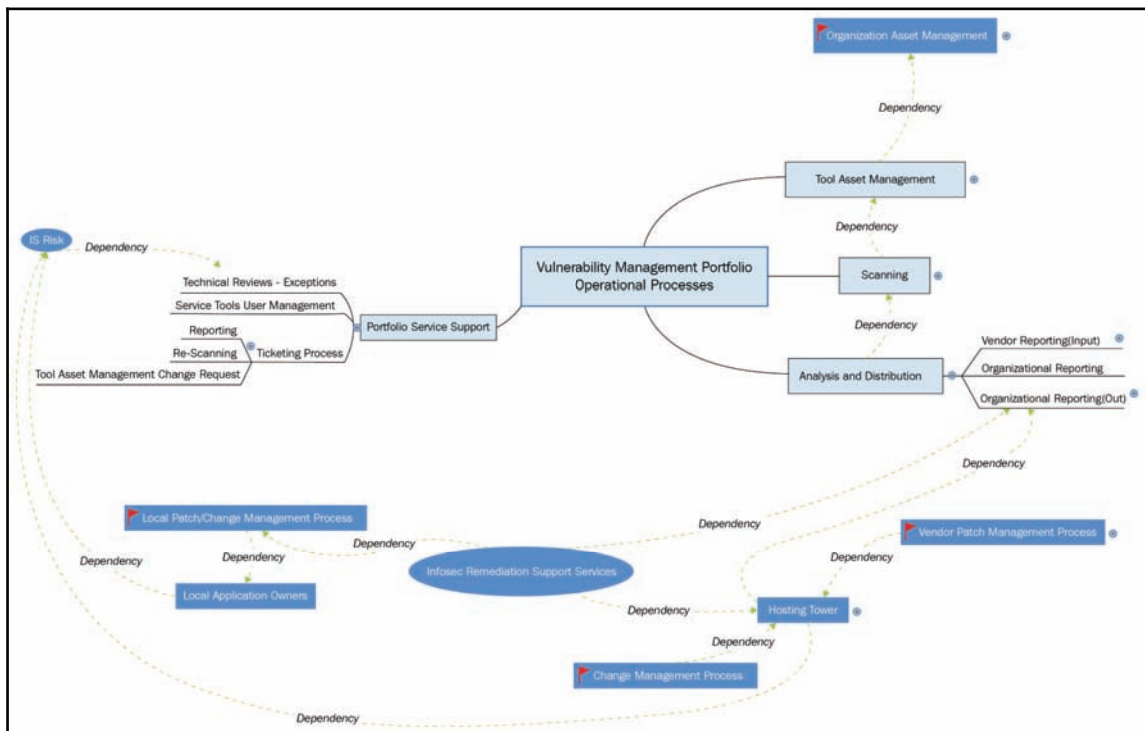 Organization Asset Management
Dependency
Tool Asset Management
Dependency
IS Risk
Dependency
Vulnerability Management Portfolio
Operational Processes
Scanning
Technical Reviews - Exceptions
Service Tools User Management
Portfolio Service Support
Dependency
Reporting
Re-Scanning
Ticketing Process
Tool Asset Management Change Request
Vendor Reporting(Input)
Analysis and Distribution
Organizational Reporting
Organizational Reporting(Out)
Dependency
Local Patch/Change Management Process
Dependency
Dependency
Vendor Patch Management Process
Dependency
Dependency
Dependency
Infosec Remediation Support Services
Dependency
Local Application Owners
Dependency
Hosting Tower
Dependency
Change Management Process
Dependency